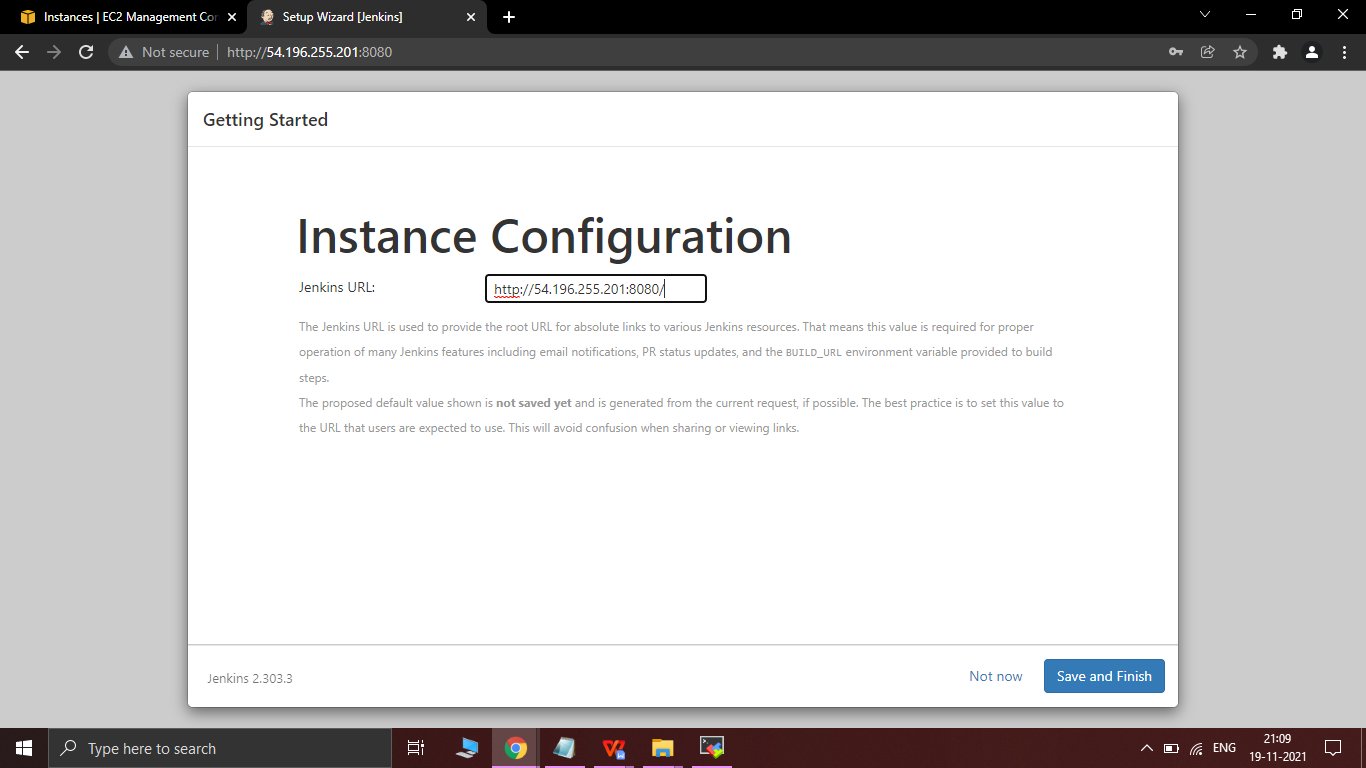 Instances | EC2 Management Cor
Setup Wizard [Jenkins]
Not secure
http://54.196.255.201:8080
Getting Started
Instance Configuration
Jenkins URL:
http://54.196.255.201:8080/
The Jenkins URL is used to provide the root URL for absolute links to various Jenkins resources. That means this value is required for proper
operation of many Jenkins features including email notifications, PR status updates, and the BUILD_URL environment variable provided to build
steps.
The proposed default value shown is not saved yet and is generated from the current request, if possible. The best practice is to set this value to
the URL that users are expected to use. This will avoid confusion when sharing or viewing links.
Jenkins 2.303.3
Not now
Save and Finish
Type here to search
ENG
21:09
19-11-2021